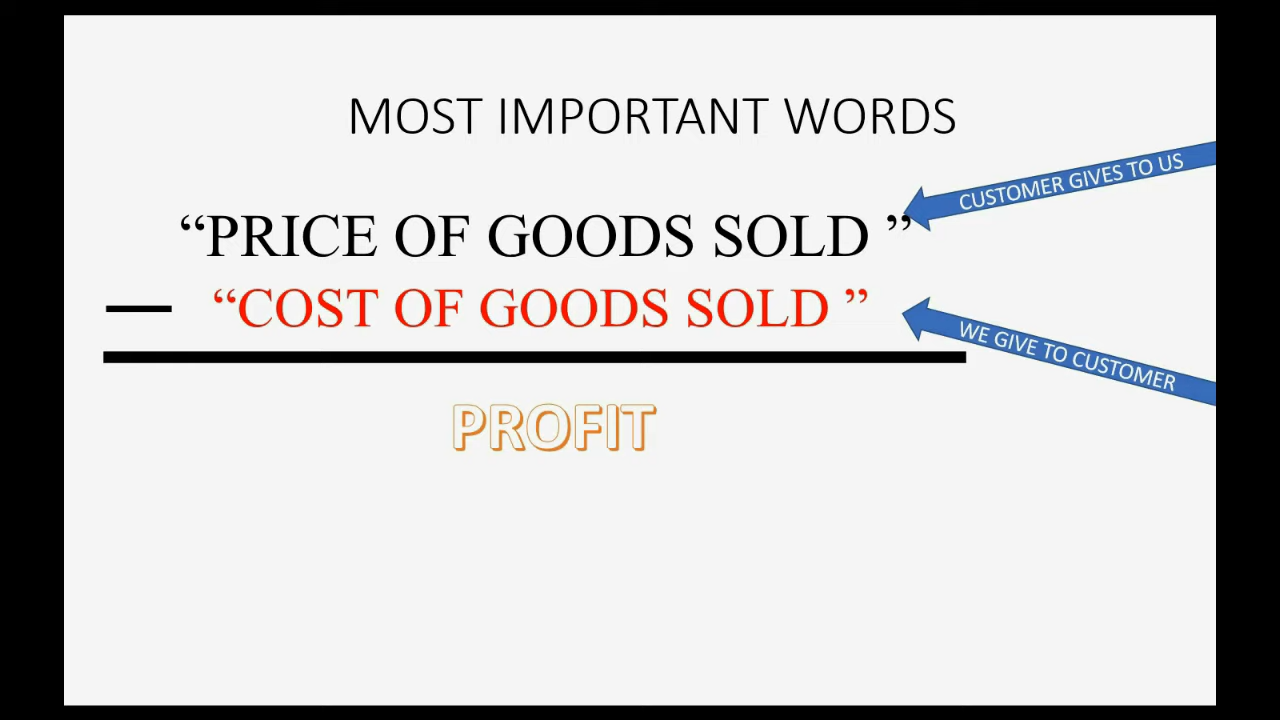 MOST IMPORTANT WORDS
CUSTOMER GIVES TO US
“PRICE OF GOODS SOLD ”
— “COST OF GOODS SOLD ”
WE GIVE TO CUSTOMER
PROFIT